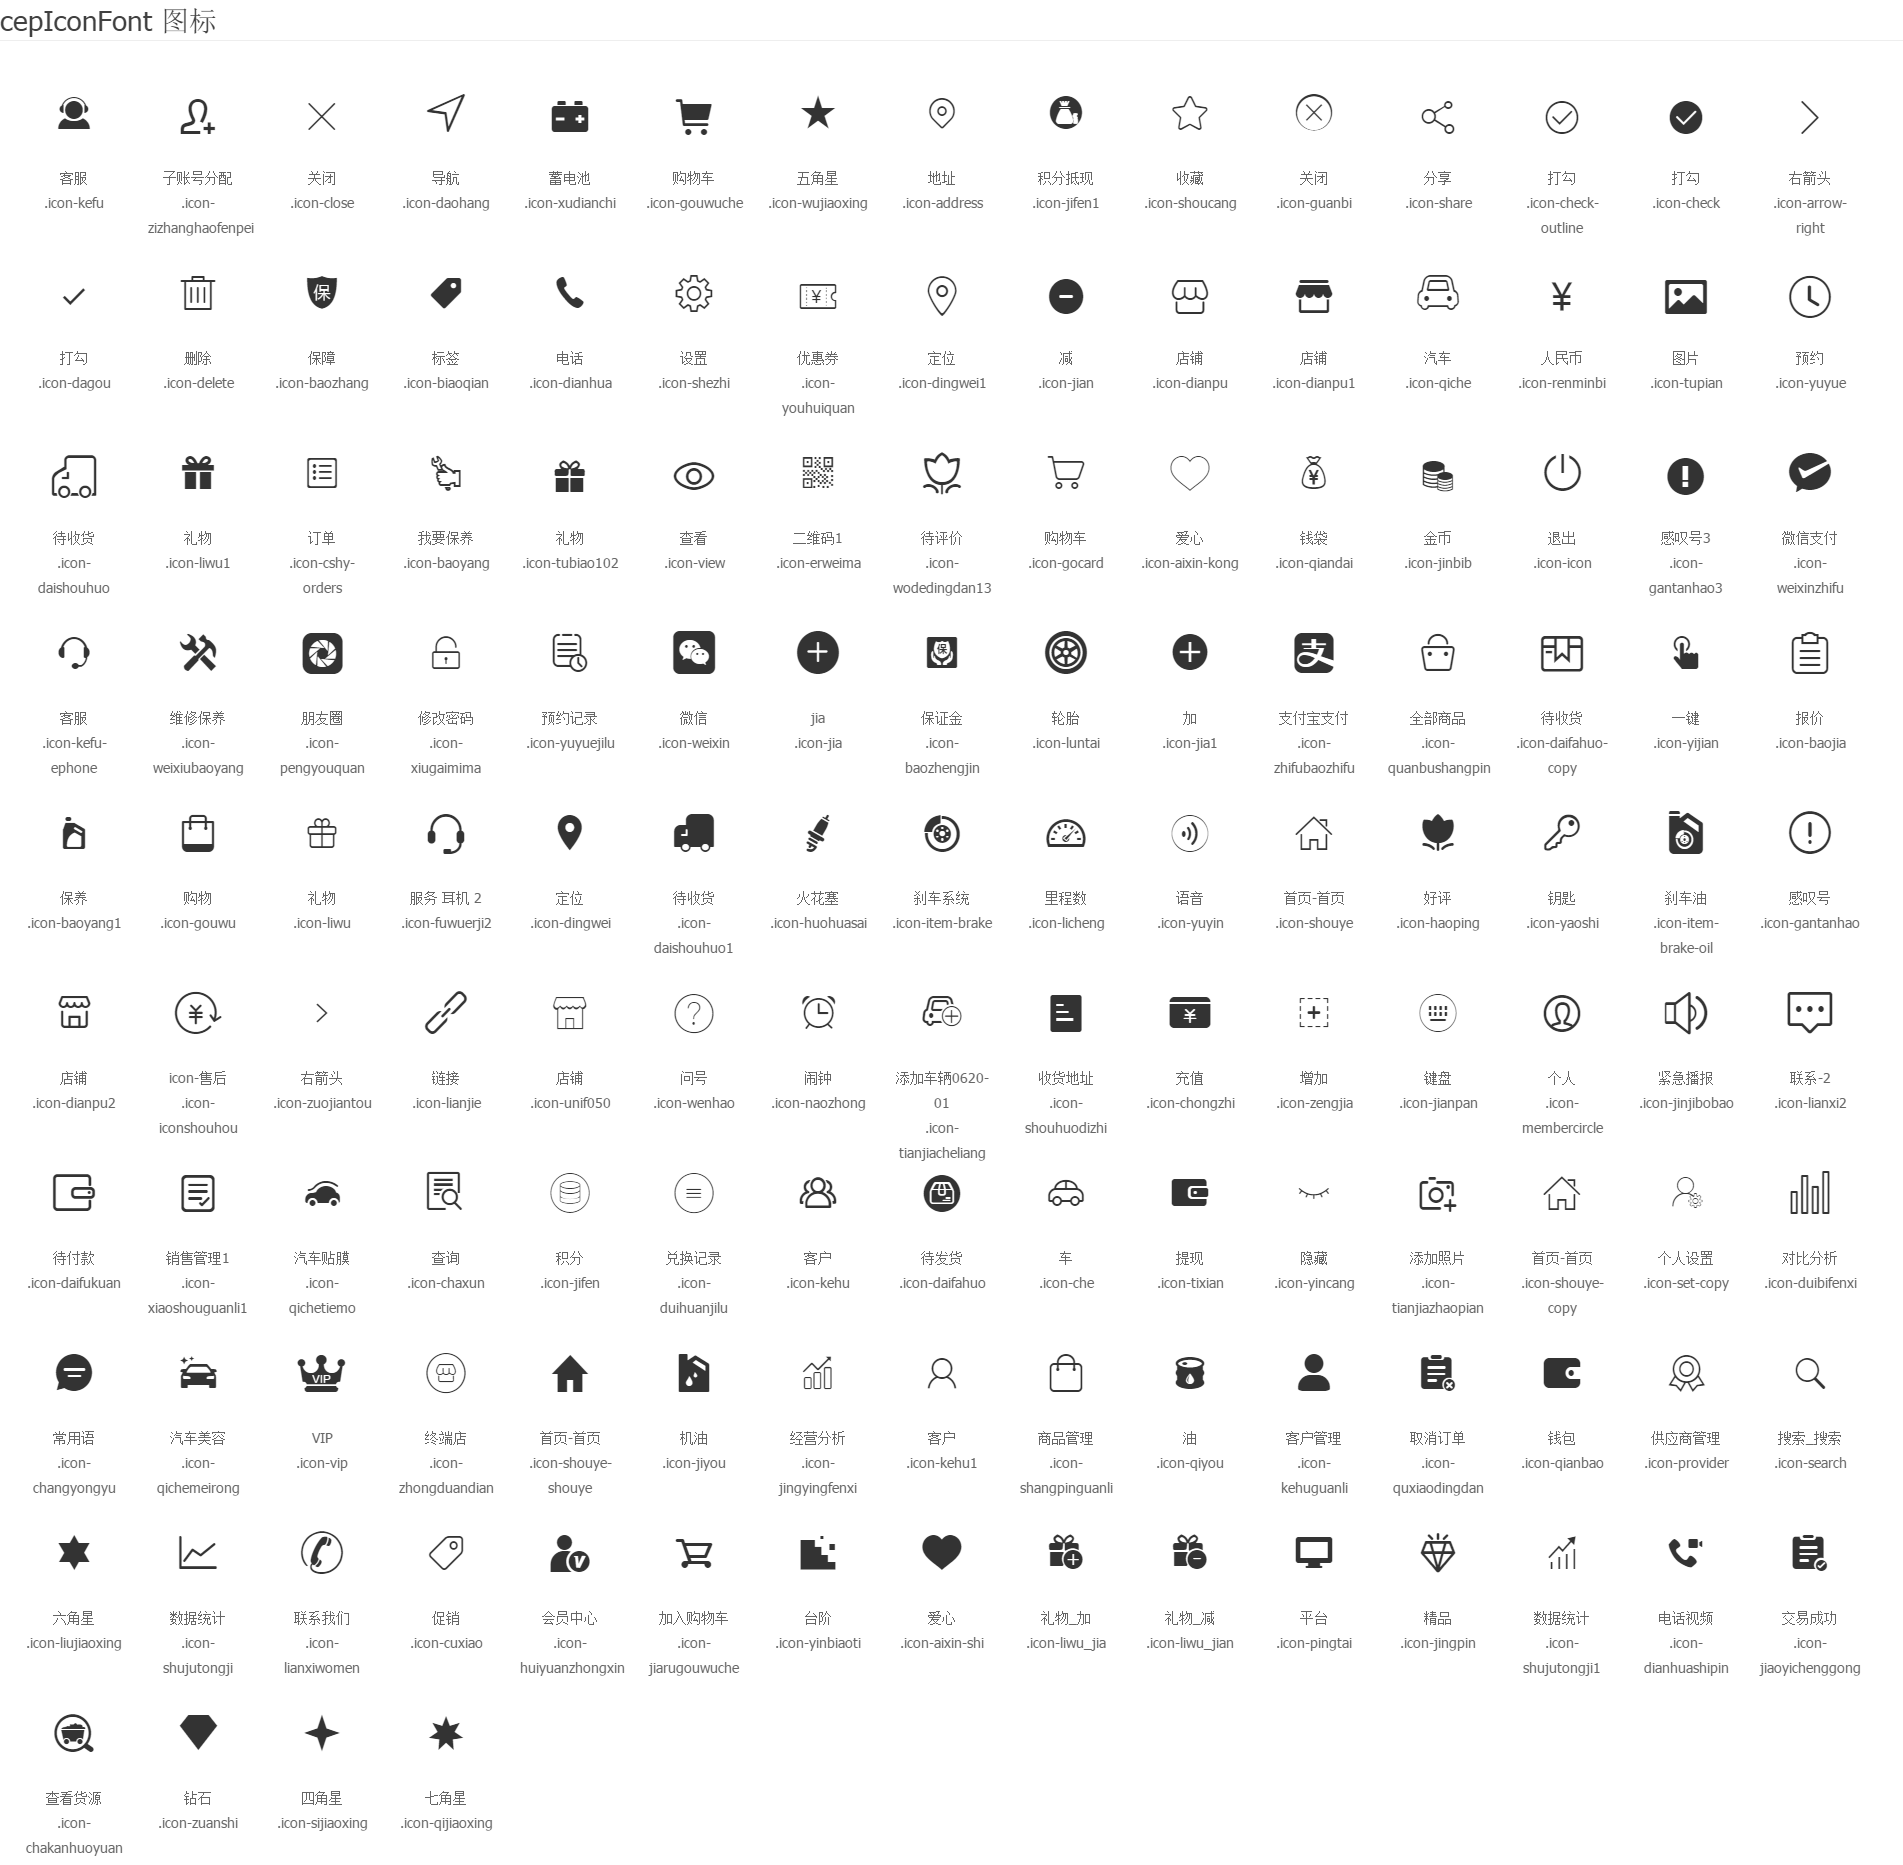 cepIconFont 图标
客服
.icon-kefu
子账号分配
.icon-
zizhanghaofenpei
关闭
.icon-close
导航
.icon-daohang
蓄电池
.icon-xudianchi
购物车
.icon-gouwuche
五角星
.icon-wujiaoxing
地址
.icon-address
积分抵现
.icon-jifen1
收藏
.icon-shoucang
关闭
.icon-guanbi
分享
.icon-share
打勾
.icon-check-
outline
打勾
.icon-check
右箭头
.icon-arrow-
right
打勾
.icon-dagou
删除
.icon-delete
保
保障
.icon-baozhang
标签
.icon-biaoqian
电话
.icon-dianhua
设置
.icon-shezhi
¥
优惠券
.icon-
youhuiquan
定位
.icon-dingwei1
减
.icon-jian
店铺
.icon-dianpu
店铺
.icon-dianpu1
汽车
.icon-qiche
¥
人民币
.icon-renminbi
图片
.icon-tupian
预约
.icon-yuyue
待收货
.icon-
daishouhuo
礼物
.icon-liwu1
订单
.icon-cshy-
orders
我要保养
.icon-baoyang
礼物
.icon-tubiao102
查看
.icon-view
二维码1
.icon-erweima
待评价
.icon-
wodedingdan13
购物车
.icon-gocard
爱心
.icon-aixin-kong
¥
钱袋
.icon-qiandai
金币
.icon-jinbib
退出
.icon-icon
感叹号3
.icon-
gantanhao3
微信支付
.icon-
weixinzhifu
客服
.icon-kefu-
ephone
维修保养
.icon-
weixiubaoyang
朋友圈
.icon-
pengyouquan
修改密码
.icon-
xiugaimima
预约记录
.icon-yuyuejilu
微信
.icon-weixin
jia
.icon-jia
保
保证金
.icon-
baozhengjin
轮胎
.icon-luntai
加
.icon-jia1
支
支付宝支付
.icon-
zhifubaozhifu
全部商品
.icon-
quanbushangpin
待收货
.icon-daifahuo-
copy
一键
.icon-yijian
报价
.icon-baojia
保养
.icon-baoyang1
购物
.icon-gouwu
礼物
.icon-liwu
服务 耳机 2
.icon-fuwuerji2
定位
.icon-dingwei
待收货
.icon-
daishouhuo1
火花塞
.icon-huohuasai
刹车系统
.icon-item-brake
里程数
.icon-licheng
语音
.icon-yuyin
首页-首页
.icon-shouye
好评
.icon-haoping
钥匙
.icon-yaoshi
刹车油
.icon-item-
brake-oil
感叹号
.icon-gantanhao
店铺
.icon-dianpu2
¥
icon-售后
.icon-
iconshouhou
右箭头
.icon-zuojiantou
链接
.icon-lianjie
店铺
.icon-unif050
?
问号
.icon-wenhao
闹钟
.icon-naozhong
添加车辆0620-
01
.icon-
tianjiacheliang
收货地址
.icon-
shouhuodizhi
¥
充值
.icon-chongzhi
增加
.icon-zengjia
键盘
.icon-jianpan
个人
.icon-
membercircle
紧急播报
.icon-jinjibobao
联系-2
.icon-lianxi2
待付款
.icon-daifukuan
销售管理1
.icon-
xiaoshouguanli1
汽车贴膜
.icon-
qichetiemo
查询
.icon-chaxun
积分
.icon-jifen
兑换记录
.icon-
duihuanjilu
客户
.icon-kehu
待发货
.icon-daifahuo
车
.icon-che
提现
.icon-tixian
隐藏
.icon-yincang
添加照片
.icon-
tianjiazhaopian
首页-首页
.icon-shouye-
copy
个人设置
.icon-set-copy
对比分析
.icon-duibifenxi
常用语
.icon-
changyongyu
汽车美容
.icon-
qichemeirong
VIP
VIP
.icon-vip
终端店
.icon-
zhongduandian
首页-首页
.icon-shouye-
shouye
机油
.icon-jiyou
经营分析
.icon-
jingyingfenxi
客户
.icon-kehu1
商品管理
.icon-
shangpinguanli
油
.icon-qiyou
客户管理
.icon-
kehuguanli
取消订单
.icon-
quxiaodingdan
钱包
.icon-qianbao
供应商管理
.icon-provider
搜索_搜索
.icon-search
六角星
.icon-liujiaoxing
数据统计
.icon-
shujutongji
联系我们
.icon-
lianxiwomen
促销
.icon-cuxiao
V
会员中心
.icon-
huiyuanzhongxin
加入购物车
.icon-
jiarugouwuche
台阶
.icon-yinbiaoti
爱心
.icon-aixin-shi
礼物_加
.icon-liwu_jia
礼物_减
.icon-liwu_jian
平台
.icon-pingtai
精品
.icon-jingpin
数据统计
.icon-
shujutongji1
电话视频
.icon-
dianhuashipin
交易成功
.icon-
jiaoyichenggong
查看货源
.icon-
chakanhuoyuan
钻石
.icon-zuanshi
四角星
.icon-sijiaoxing
七角星
.icon-qijiaoxing